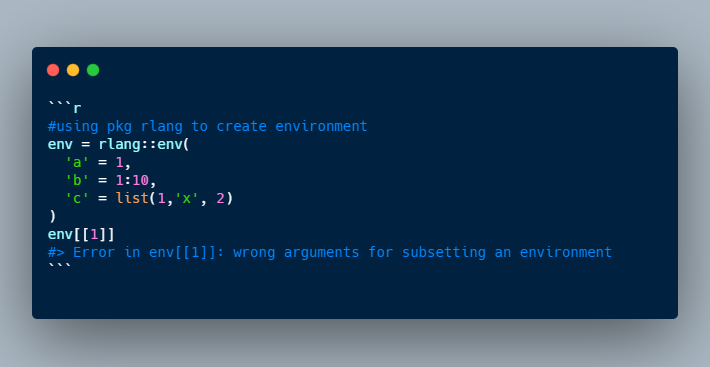 ```r
#using pkg rlang to create environment
env = rlang::env(
  'a' = 1,
  'b' = 1:10,
  'c' = list(1,'x', 2)
)
env[[1]]
#> Error in env[[1]]: wrong arguments for subsetting an environment
```